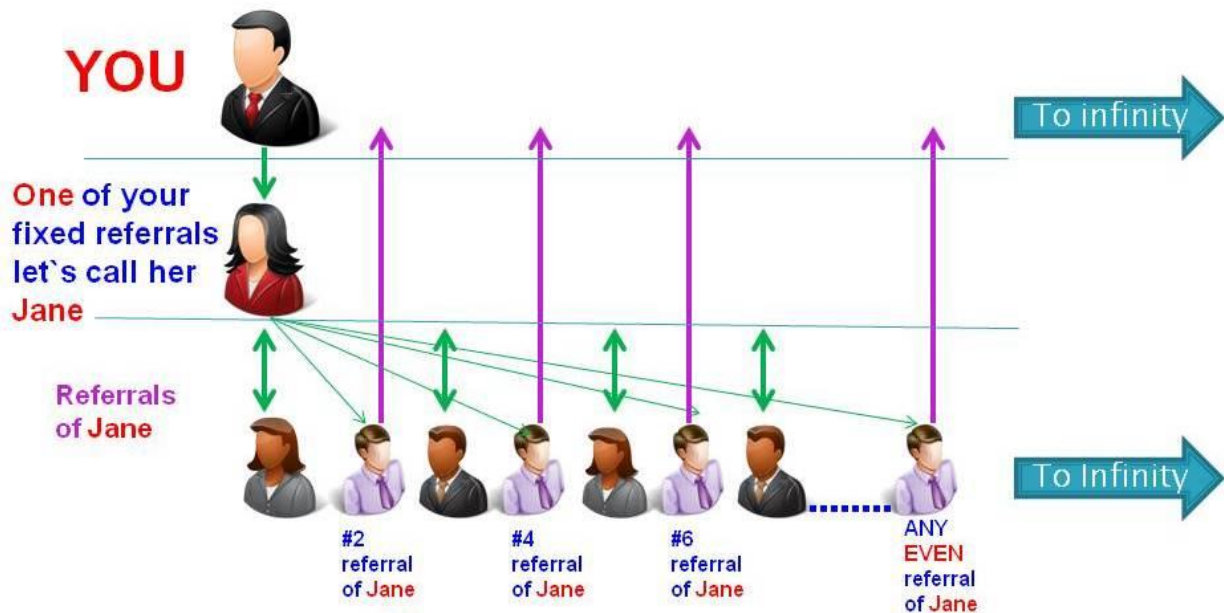 YOU
To infinity
One of your
fixed referrals
let`s call her
Jane
Referrals
of Jane
To Infinity
#2
referral
of Jane
#4
referral
of Jane
#6
referral
of Jane
ANY
EVEN
referral
of Jane